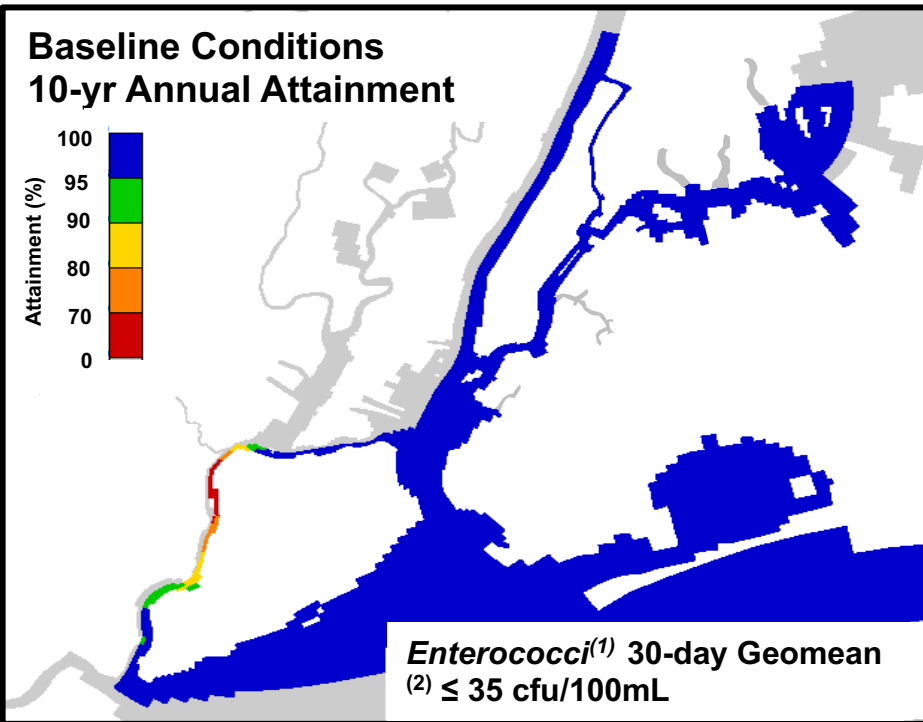 Baseline Conditions
10-yr Annual Attainment
Attainment (%)
100
95
90
80
70
0
Enterococci(1) 30-day Geomean
(2) ≤ 35 cfu/100mL